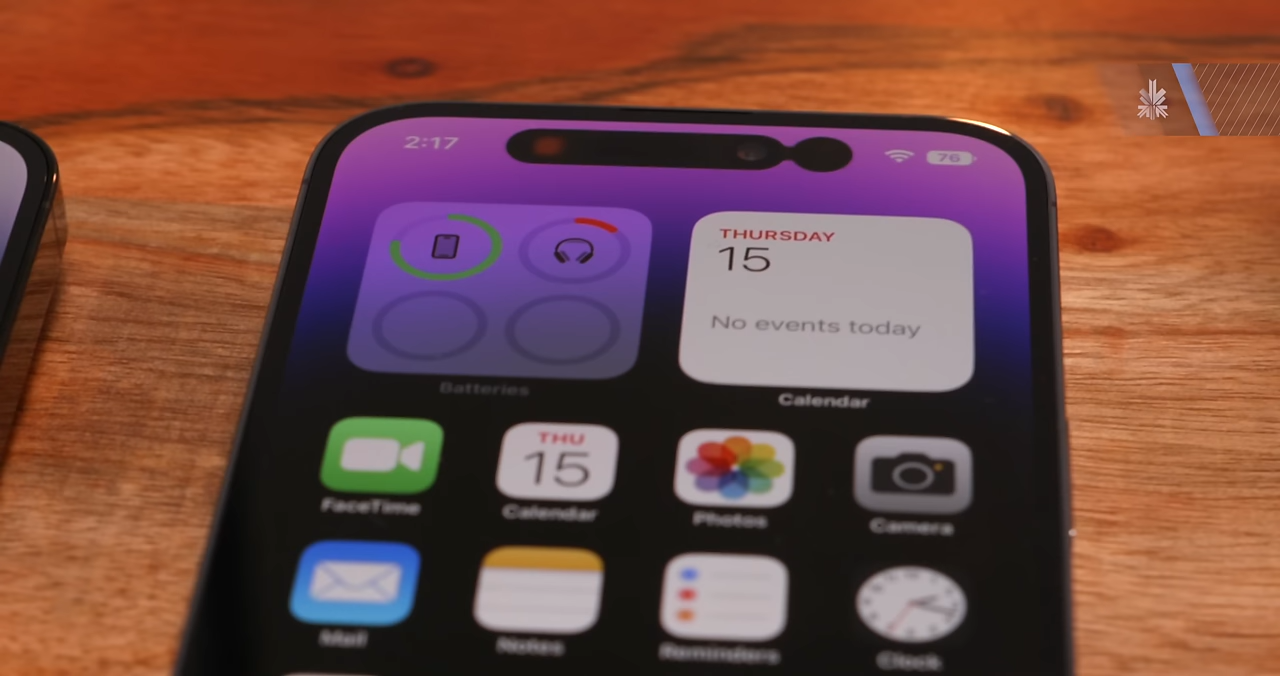 2:17
76
THURSDAY
15
No events today
Batteries
Calendar
THU
15
FaceTime
Calendar
Photos
Camera
Mail
Notes
Reminders
Clock